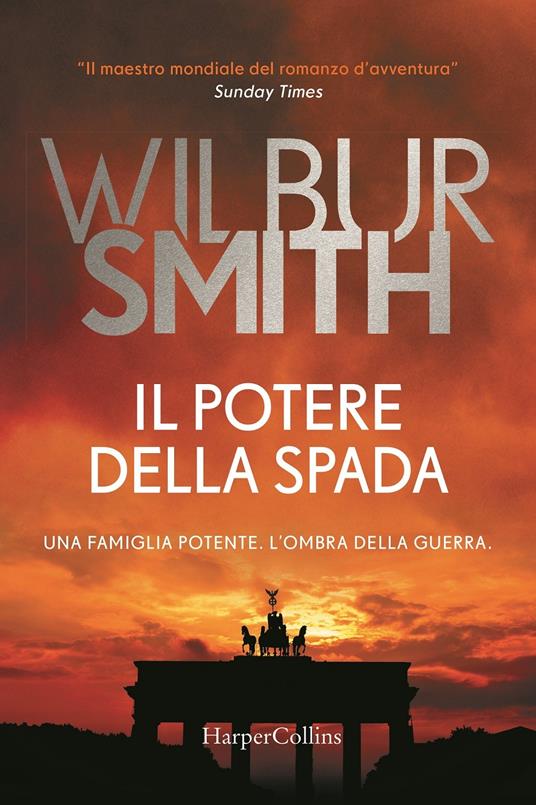 “Il maestro mondiale del romanzo d’avventura”
Sunday Times
WILBUR
SMITH
IL POTERE
DELLA SPADA
UNA FAMIGLIA POTENTE. L’OMBRA DELLA GUERRA.
HarperCollins